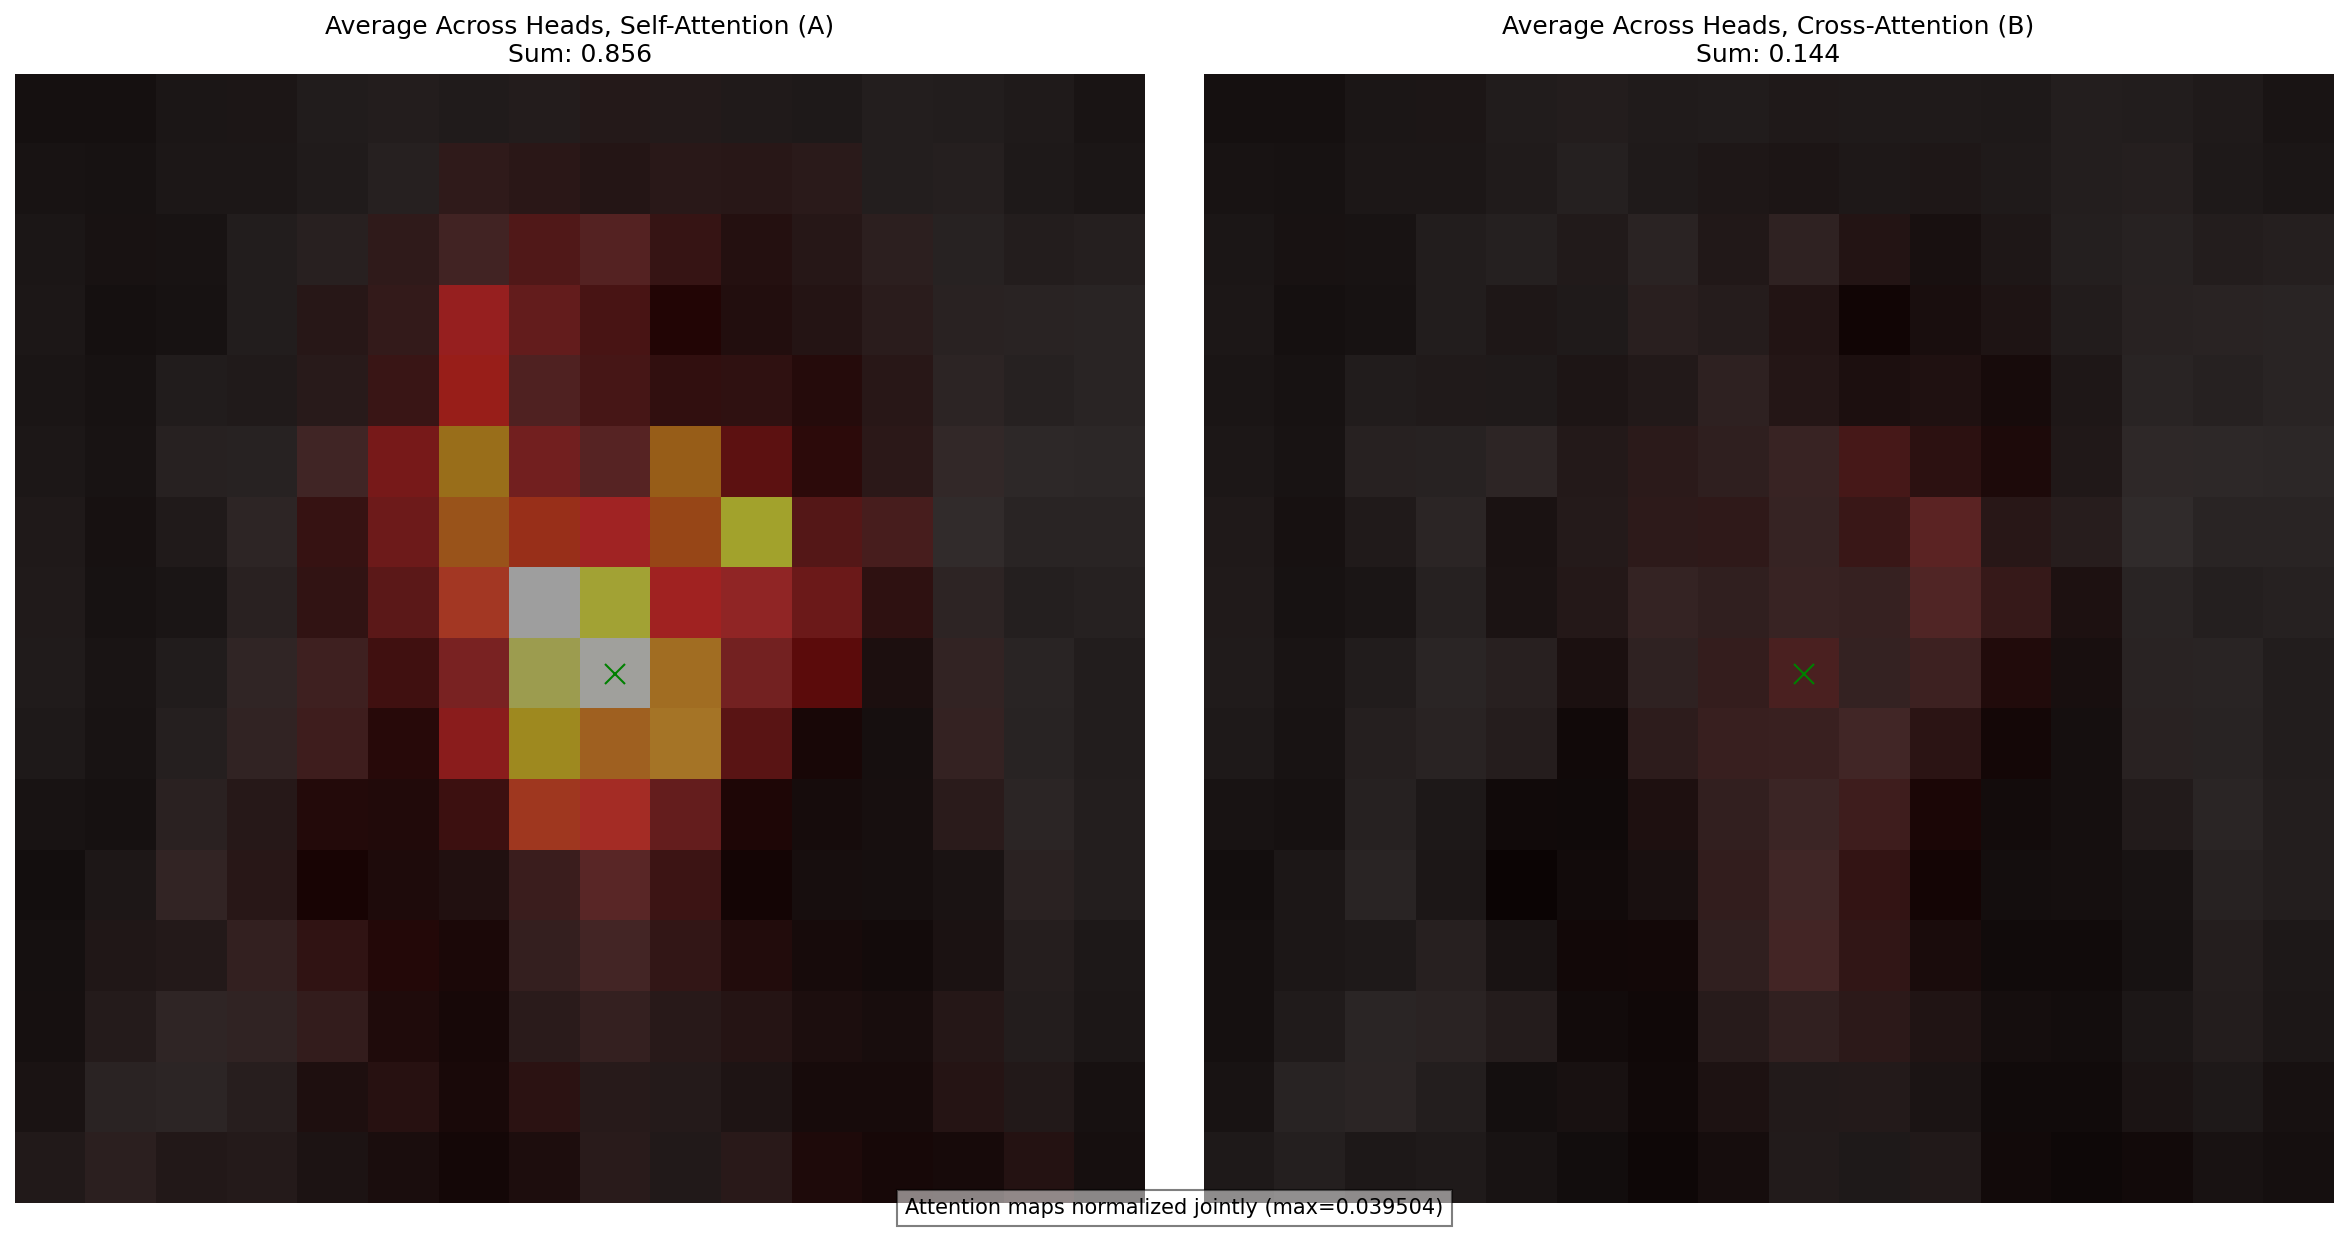 Average Across Heads, Self-Attention (A)
Sum: 0.856
Average Across Heads, Cross-Attention (B)
Sum: 0.144
Attention maps normalized jointly (max=0.039504)